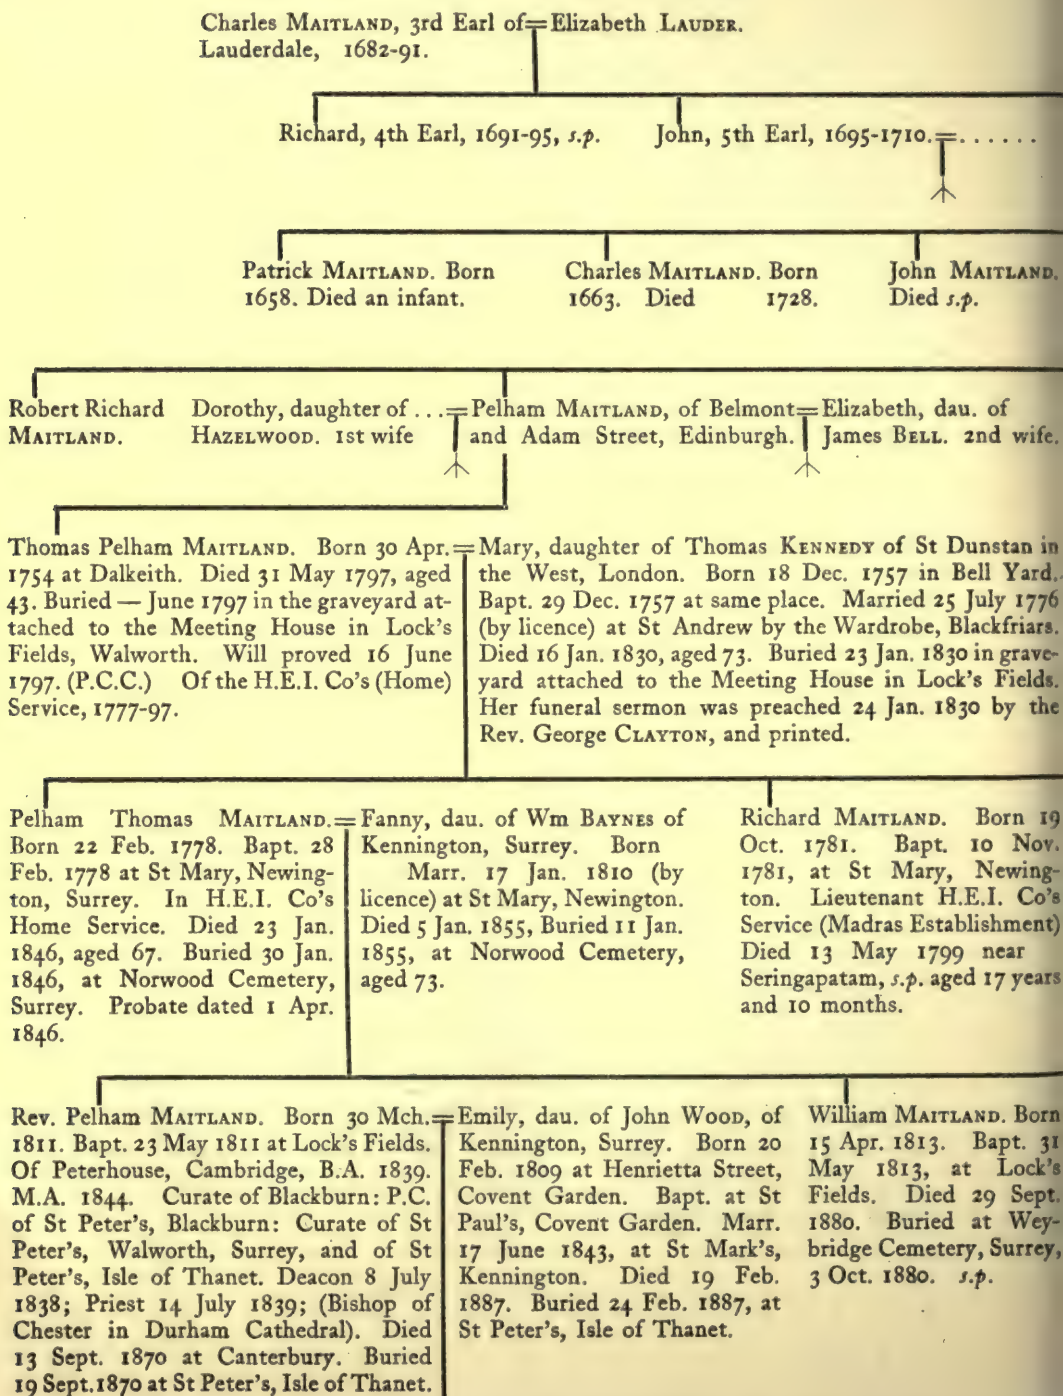 Charles MAITLAND, 3rd Earl of=Elizabeth LAUDER.
Lauderdale, 1682-91.
Richard, 4th Earl, 1691-95, s.p.
John, 5th Earl, 1695-1710.=......
Patrick MAITLAND. Born
1658. Died an infant.
Charles MAITLAND. Born
1663. Died 1728.
John MAITLAND.
Died s.p.
Robert Richard
MAITLAND.
Dorothy, daughter of ...=
HAZELWOOD. 1st wife
Pelham MAITLAND, of Belmont=
and Adam Street, Edinburgh.
Elizabeth, dau. of
James BELL. 2nd wife.
Thomas Pelham MAITLAND. Born 30 Apr.=
1754 at Dalkeith. Died 31 May 1797, aged
43. Buried — June 1797 in the graveyard at-
tached to the Meeting House in Lock's
Fields, Walworth. Will proved 16 June
1797. (P.C.C.) Of the H.E.I. Co's (Home)
Service, 1777-97.
Mary, daughter of Thomas KENNEDY of St Dunstan in
the West, London. Born 18 Dec. 1757 in Bell Yard.
Bapt. 29 Dec. 1757 at same place. Married 25 July 1776
(by licence) at St Andrew by the Wardrobe, Blackfriars.
Died 16 Jan. 1830, aged 73. Buried 23 Jan. 1830 in grave-
yard attached to the Meeting House in Lock's Fields.
Her funeral sermon was preached 24 Jan. 1830 by the
Rev. George CLAYTON, and printed.
Pelham Thomas MAITLAND.=
Born 22 Feb. 1778. Bapt. 28
Feb. 1778 at St Mary, Newing-
ton, Surrey. In H.E.I. Co's
Home Service. Died 23 Jan.
1846, aged 67. Buried 30 Jan.
1846, at Norwood Cemetery,
Surrey. Probate dated 1 Apr.
1846.
Fanny, dau. of Wm BAYNES of
Kennington, Surrey. Born
Marr. 17 Jan. 1810 (by
licence) at St Mary, Newington.
Died 5 Jan. 1855, Buried 11 Jan.
1855, at Norwood Cemetery,
aged 73.
Richard MAITLAND. Born 19
Oct. 1781. Bapt. 10 Nov.
1781, at St Mary, Newing-
ton. Lieutenant H.E.I. Co's
Service (Madras Establishment)
Died 13 May 1799 near
Seringapatam, s.p. aged 17 years
and 10 months.
Rev. Pelham MAITLAND. Born 30 Mch.=
1811. Bapt. 23 May 1811 at Lock's Fields.
Of Peterhouse, Cambridge, B.A. 1839.
M.A. 1844. Curate of Blackburn: P.C.
of St Peter's, Blackburn: Curate of St
Peter's, Walworth, Surrey, and of St
Peter's, Isle of Thanet. Deacon 8 July
1838; Priest 14 July 1839; (Bishop of
Chester in Durham Cathedral). Died
13 Sept. 1870 at Canterbury. Buried
19 Sept. 1870 at St Peter's, Isle of Thanet.
Emily, dau. of John WOOD, of
Kennington, Surrey. Born 20
Feb. 1809 at Henrietta Street,
Covent Garden. Bapt. at St
Paul's, Covent Garden. Marr.
17 June 1843, at St Mark's,
Kennington. Died 19 Feb.
1887. Buried 24 Feb. 1887, at
St Peter's, Isle of Thanet.
William MAITLAND. Born
15 Apr. 1813. Bapt. 31
May 1813, at Lock's
Fields. Died 29 Sept.
1880. Buried at Wey-
bridge Cemetery, Surrey,
3 Oct. 1880. s.p.